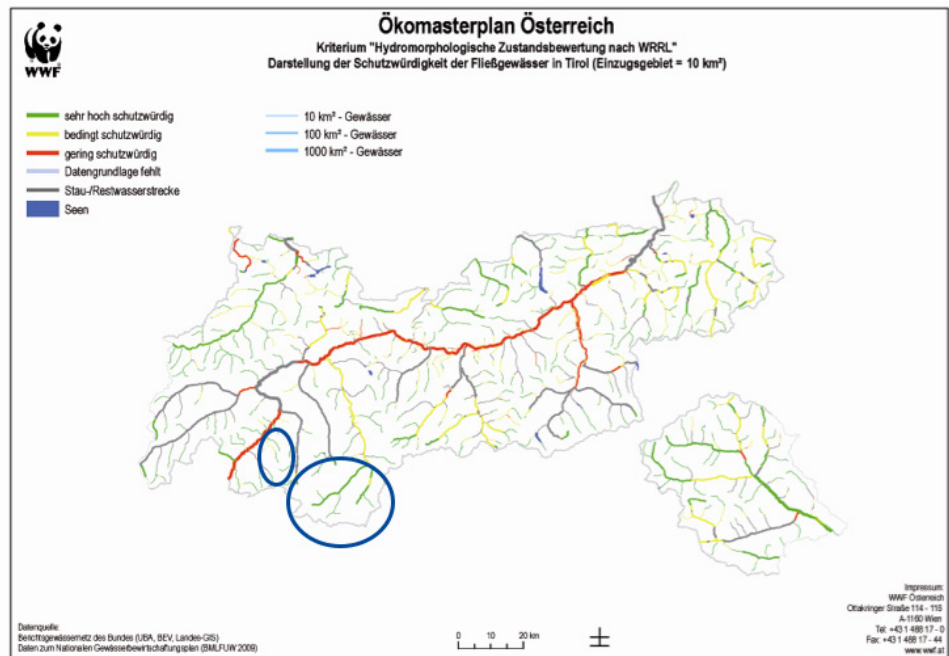 Ökomasterplan Österreich
Kriterium "Hydromorphologische Zustandsbewertung nach WRRL"
Darstellung der Schutzwürdigkeit der Fließgewässer in Tirol (Einzugsgebiet = 10 km²)
WWF
sehr hoch schutzwürdig
bedingt schutzwürdig
gering schutzwürdig
Datengrundlage fehlt
Stau-/Restwasserstrecke
Seen
10 km² - Gewässer
100 km² - Gewässer
1000 km² - Gewässer
Datenquelle:
Berichtsgewässernetz des Bundes (UBA, BEV, Landes-GIS)
Daten zum Nationalen Gewässerbewirtschaftungsplan (BMLFUW 2009)
0 10 20 km
Impressum:
WWF Österreich
Ottakringer Straße 114 - 116
A-1160 Wien
Tel: +43 1 488 17 - 0
Fax: +43 1 488 17 - 44
www.wwf.at